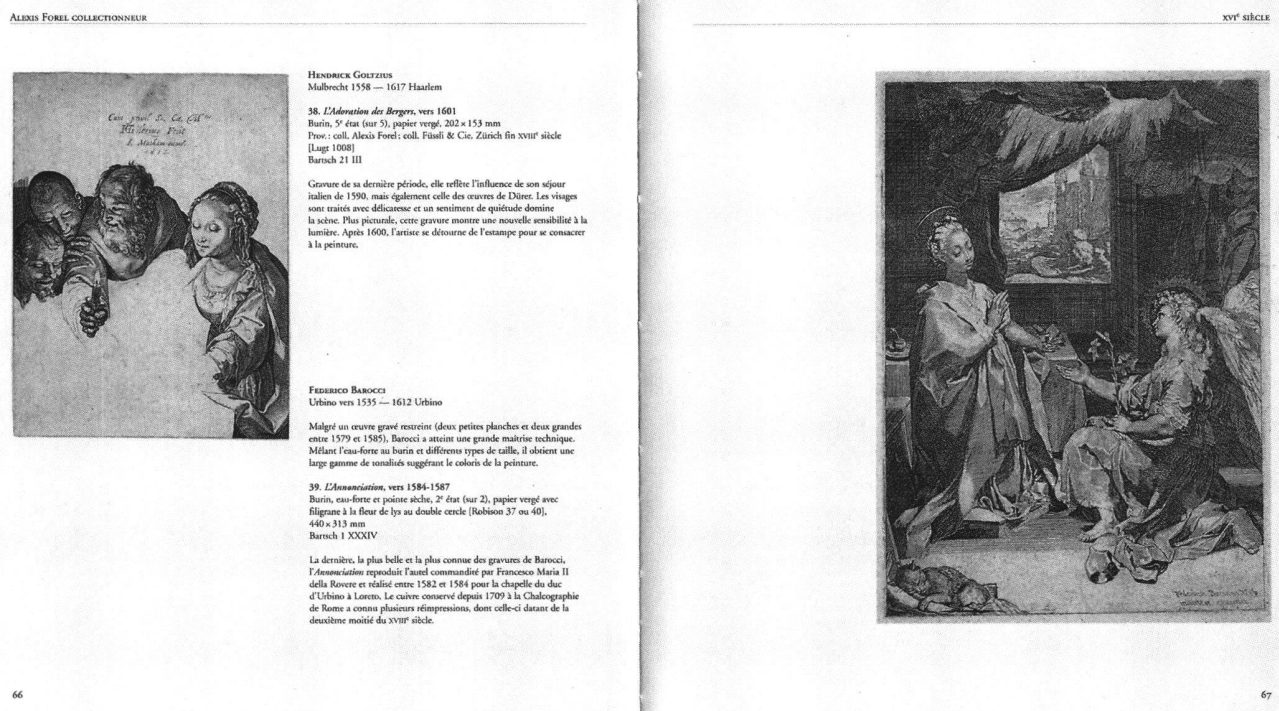 ALEXIS FOREL COLLECTIONNEUR
HENDRICK GOLTZIUS
Mulbrecht 1558 — 1617 Haarlem
38. L'Adoration des Bergers, vers 1601
Burin, 5e état (sur 5), papier vergé, 202 × 153 mm
Prov. : coll. Alexis Forel ; coll. Füssli & Cie, Zürich fin XVIIIe siècle
[Lugt 1008]
Bartsch 21 III
Gravure de sa dernière période, elle reflète l'influence de son séjour
italien de 1590, mais également celle des œuvres de Dürer. Les visages
sont traités avec délicatesse et un sentiment de quiétude domine
la scène. Plus picturale, cette gravure montre une nouvelle sensibilité à la
lumière. Après 1600, l'artiste se détourne de l'estampe pour se consacrer
à la peinture.
FEDERICO BAROCCI
Urbino vers 1535 — 1612 Urbino
Malgré un œuvre gravé restreint (deux petites planches et deux grandes
entre 1579 et 1585), Barocci a atteint une grande maîtrise technique.
Mêlant l'eau-forte au burin et différents types de taille, il obtient une
large gamme de tonalités suggérant le coloris de la peinture.
39. L'Annonciation, vers 1584-1587
Burin, eau-forte et pointe sèche, 2e état (sur 2), papier vergé avec
filigrane à la fleur de lys au double cercle [Robison 37 ou 40],
440 × 313 mm
Bartsch 1 XXXIV
La dernière, la plus belle et la plus connue des gravures de Barocci,
l'Annonciation reproduit l'autel commandité par Francesco Maria II
della Rovere et réalisé entre 1582 et 1584 pour la chapelle du duc
d'Urbino à Loreto. Le cuivre conservé depuis 1709 à la Chalcographie
de Rome a connu plusieurs réimpressions, dont celle-ci datant de la
deuxième moitié du XVIIIe siècle.
66
XVIe SIÈCLE
67